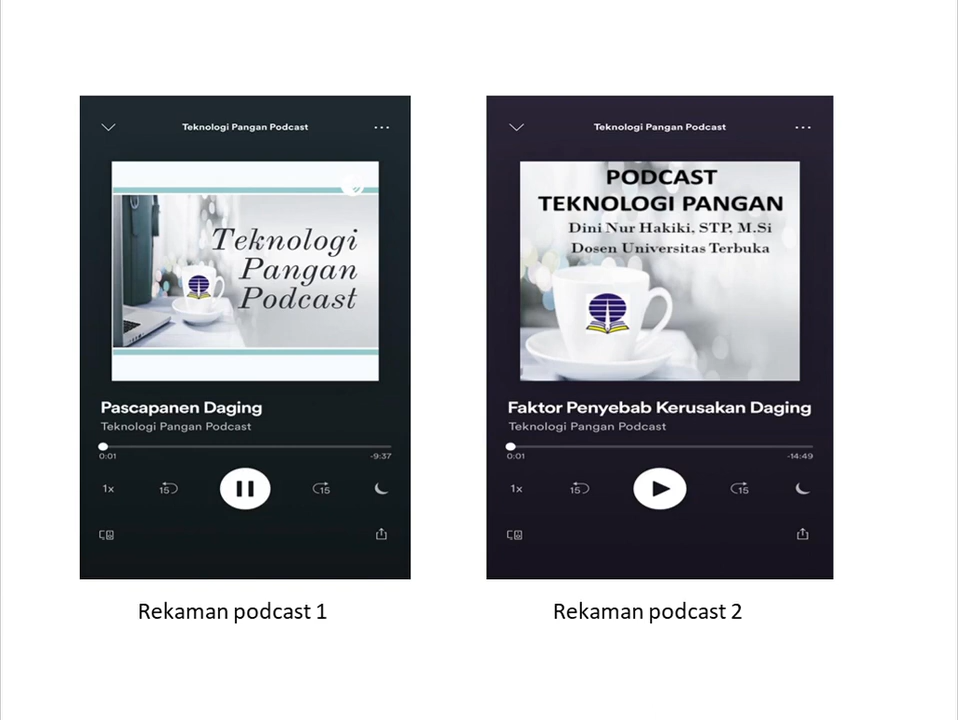 Teknologi Pangan Podcast
Teknologi
Pangan
Podcast
Pascapanen Daging
Teknologi Pangan Podcast
0:01
-9:37
1x
15
15
Rekaman podcast 1
Teknologi Pangan Podcast
PODCAST
TEKNOLOGI PANGAN
Dini Nur Hakiki, STP, M.Si
Dosen Universitas Terbuka
Faktor Penyebab Kerusakan Daging
Teknologi Pangan Podcast
0:01
-14:49
1x
15
15
Rekaman podcast 2